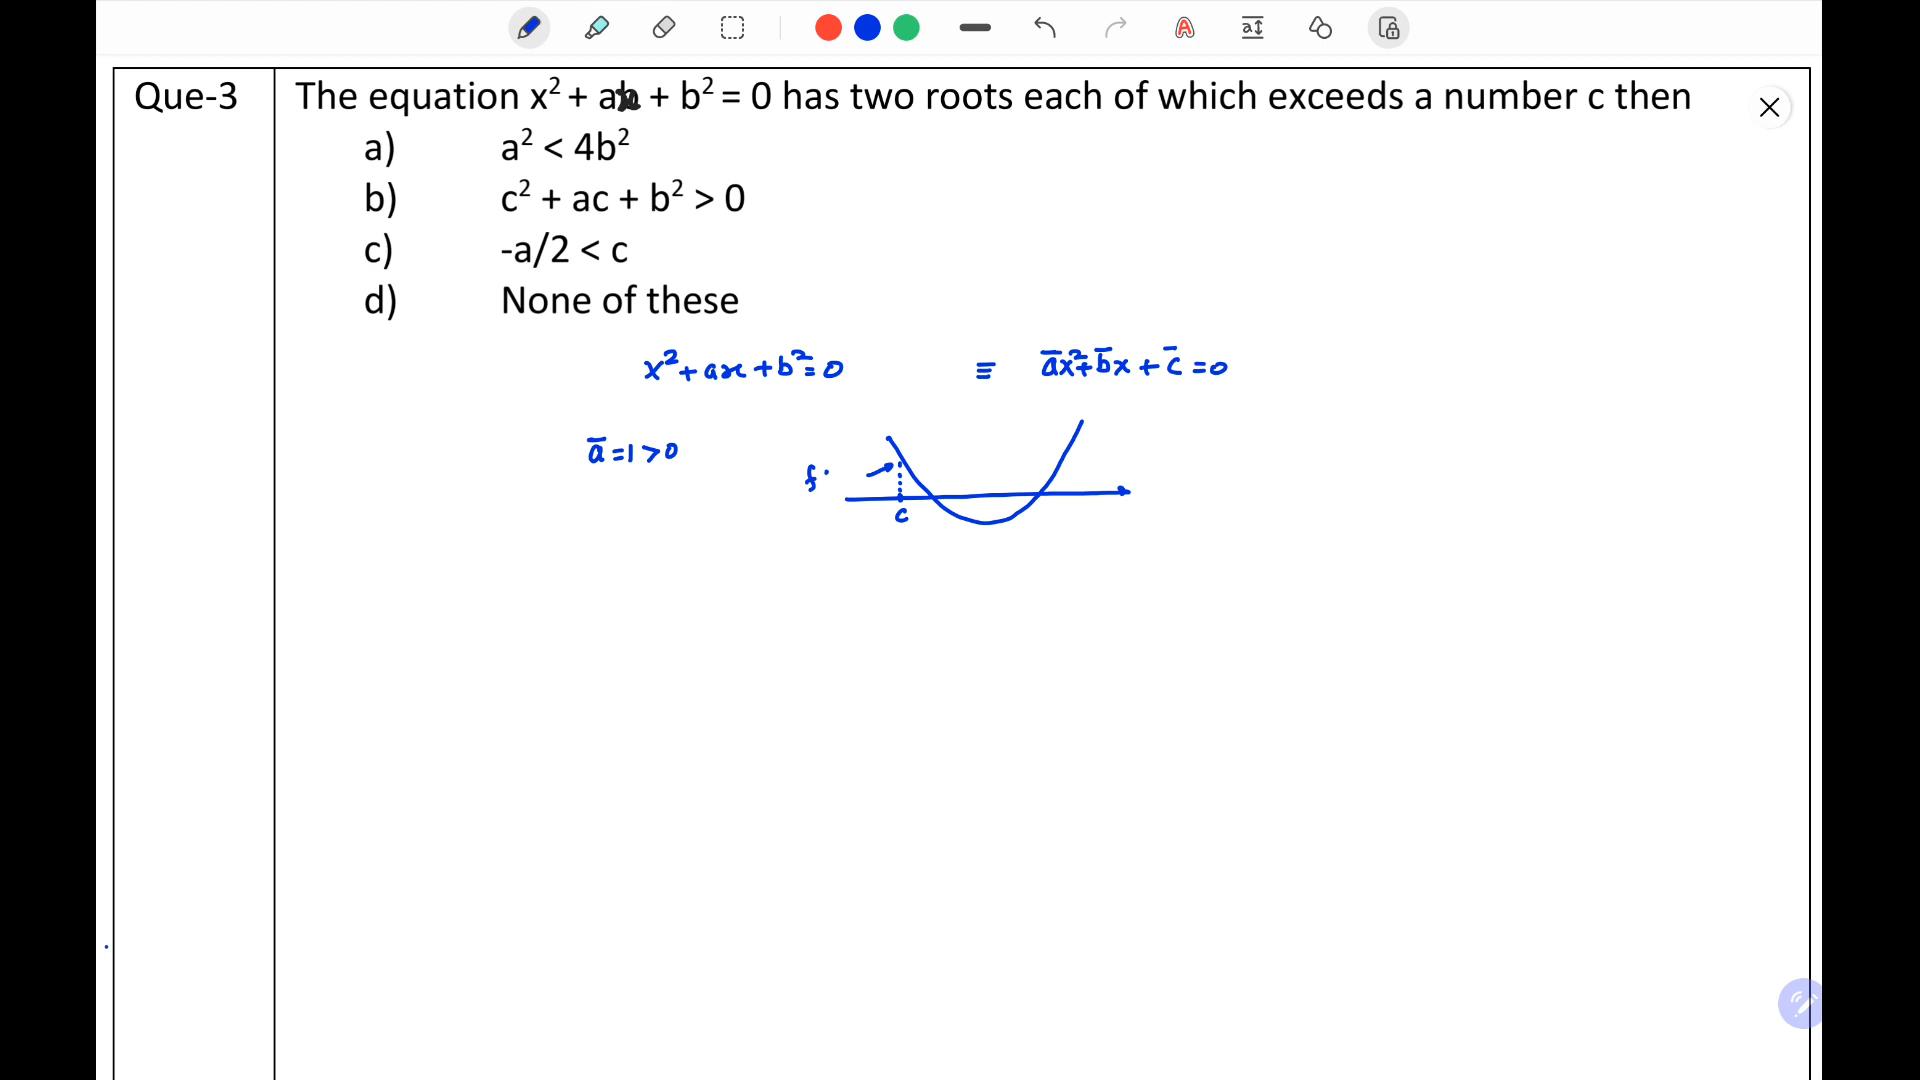 Que-3
The equation x² + ax + b² = 0 has two roots each of which exceeds a number c then
a) a² < 4b²
b) c² + ac + b² > 0
c) -a/2 < c
d) None of these
x² + ax + b² = 0 ≡ a̅x² + b̅x + c̅ = 0
a̅ = 1 > 0
f
c